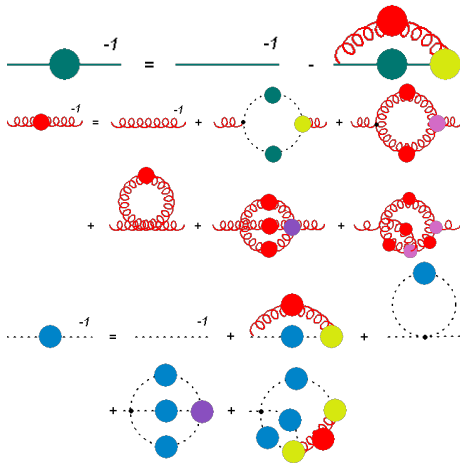 -1 = -1 -
-1 = -1 + +
+ + +
-1 = -1 + +
+ +